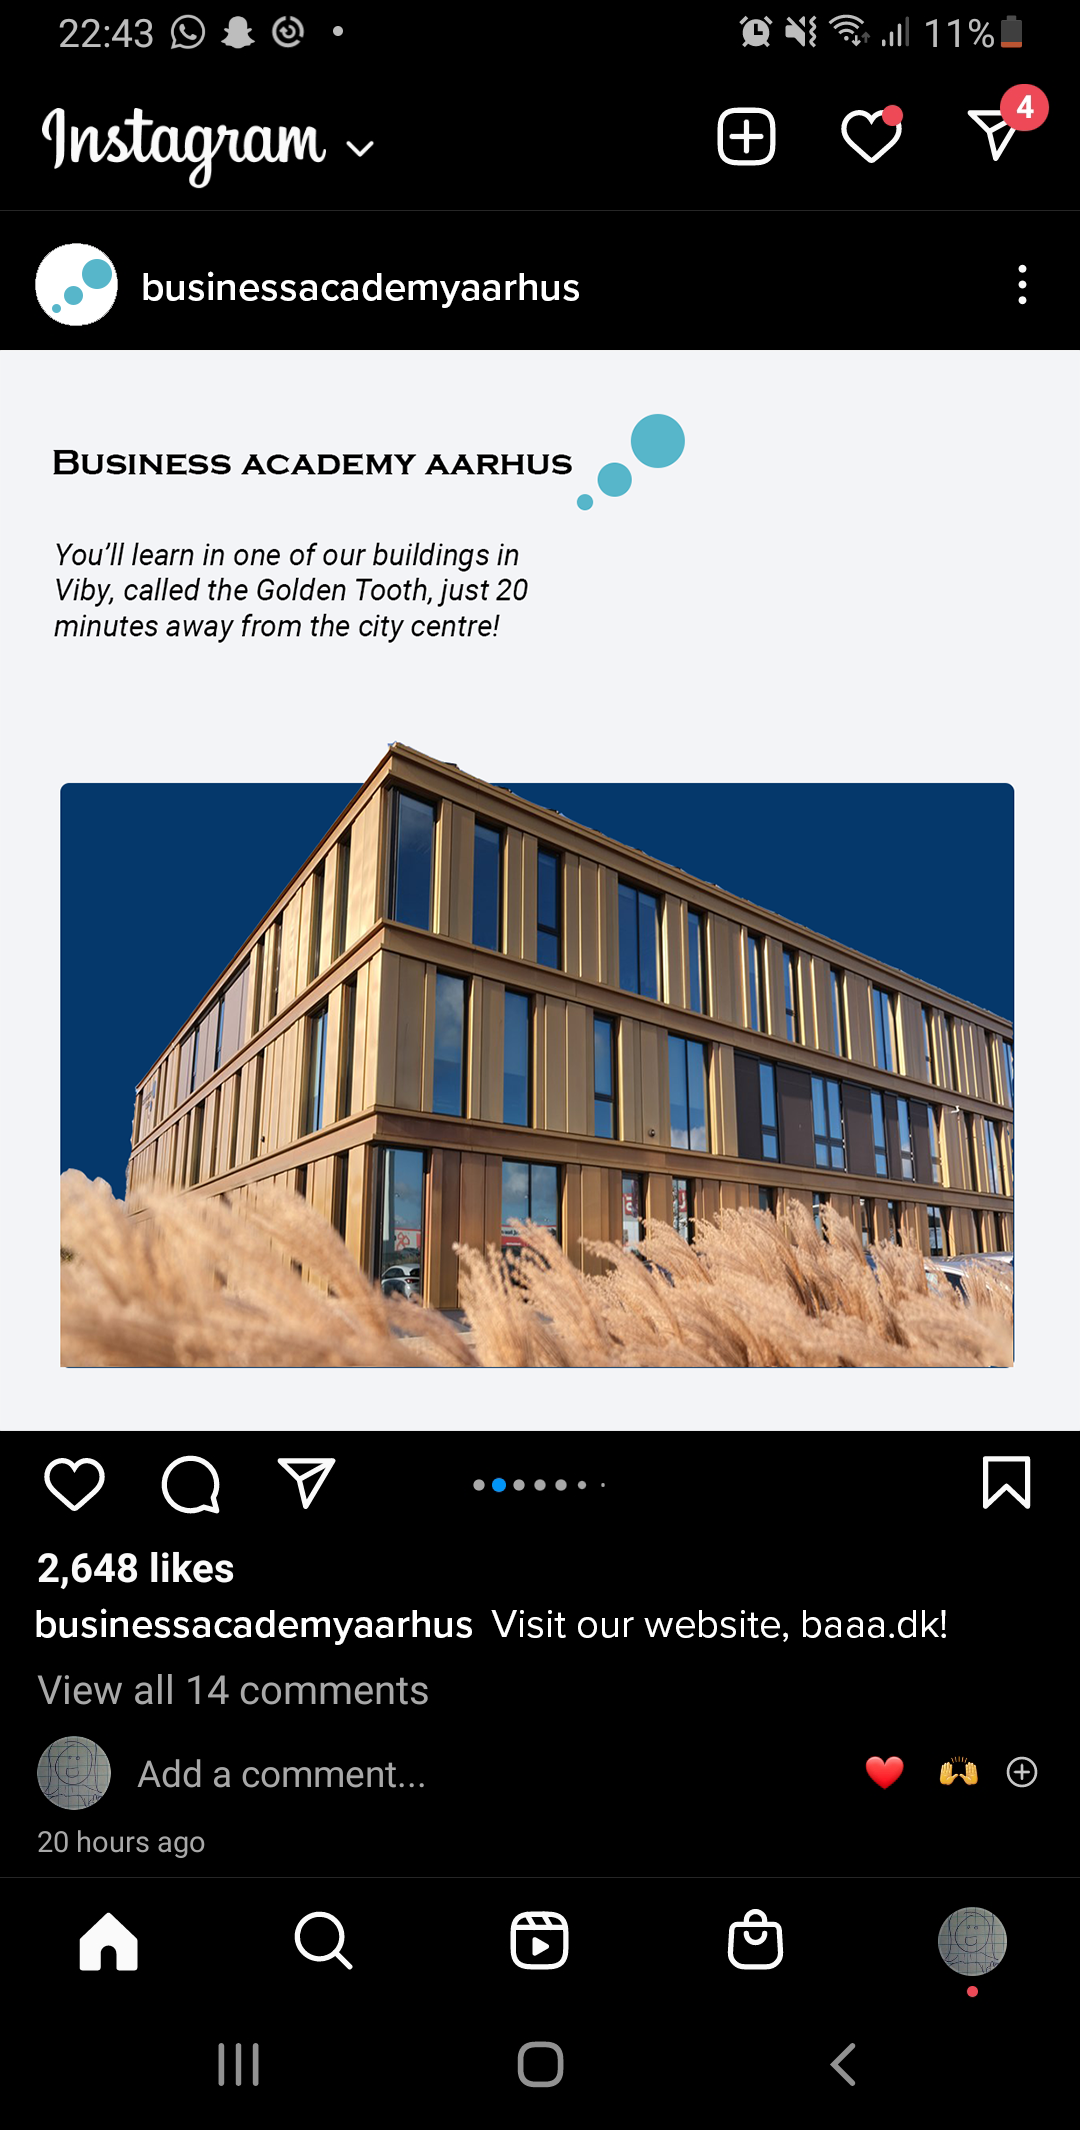 22:43
11%
Instagram
4
businessacademyaarhus
BUSINESS ACADEMY AARHUS
You'll learn in one of our buildings in
Viby, called the Golden Tooth, just 20
minutes away from the city centre!
2,648 likes
businessacademyaarhus Visit our website, baaa.dk!
View all 14 comments
Add a comment...
20 hours ago